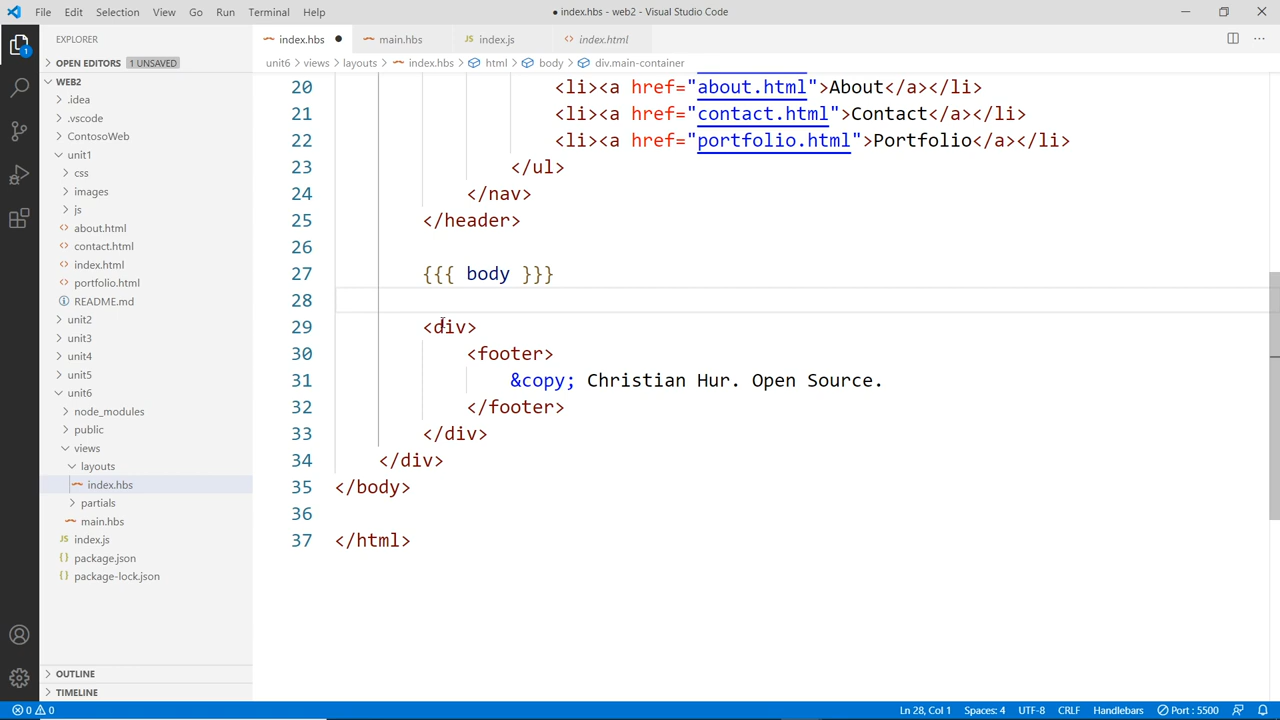 File Edit Selection View Go Run Terminal Help
● index.hbs - web2 - Visual Studio Code
1
EXPLORER
OPEN EDITORS 1 UNSAVED
WEB2
.idea
.vscode
ContosoWeb
unit1
css
images
js
about.html
contact.html
index.html
portfolio.html
README.md
unit2
unit3
unit4
unit5
unit6
node_modules
public
views
layouts
index.hbs
partials
main.hbs
index.js
package.json
package-lock.json
OUTLINE
TIMELINE
index.hbs ● main.hbs index.js index.html
unit6 > views > layouts > index.hbs > html > body > div.main-container
20 <li><a href="about.html">About</a></li>
21 <li><a href="contact.html">Contact</a></li>
22 <li><a href="portfolio.html">Portfolio</a></li>
23 </ul>
24 </nav>
25 </header>
26
27 {{{ body }}}
28
29 <div>
30 <footer>
31 &copy; Christian Hur. Open Source.
32 </footer>
33 </div>
34 </div>
35 </body>
36
37 </html>
0 0 Ln 28, Col 1 Spaces: 4 UTF-8 CRLF Handlebars Port : 5500